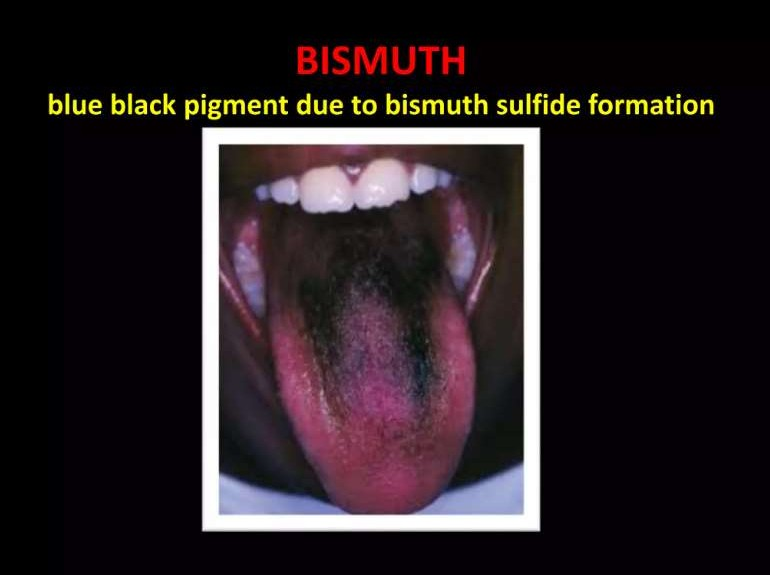 BISMUTH
blue black pigment due to bismuth sulfide formation